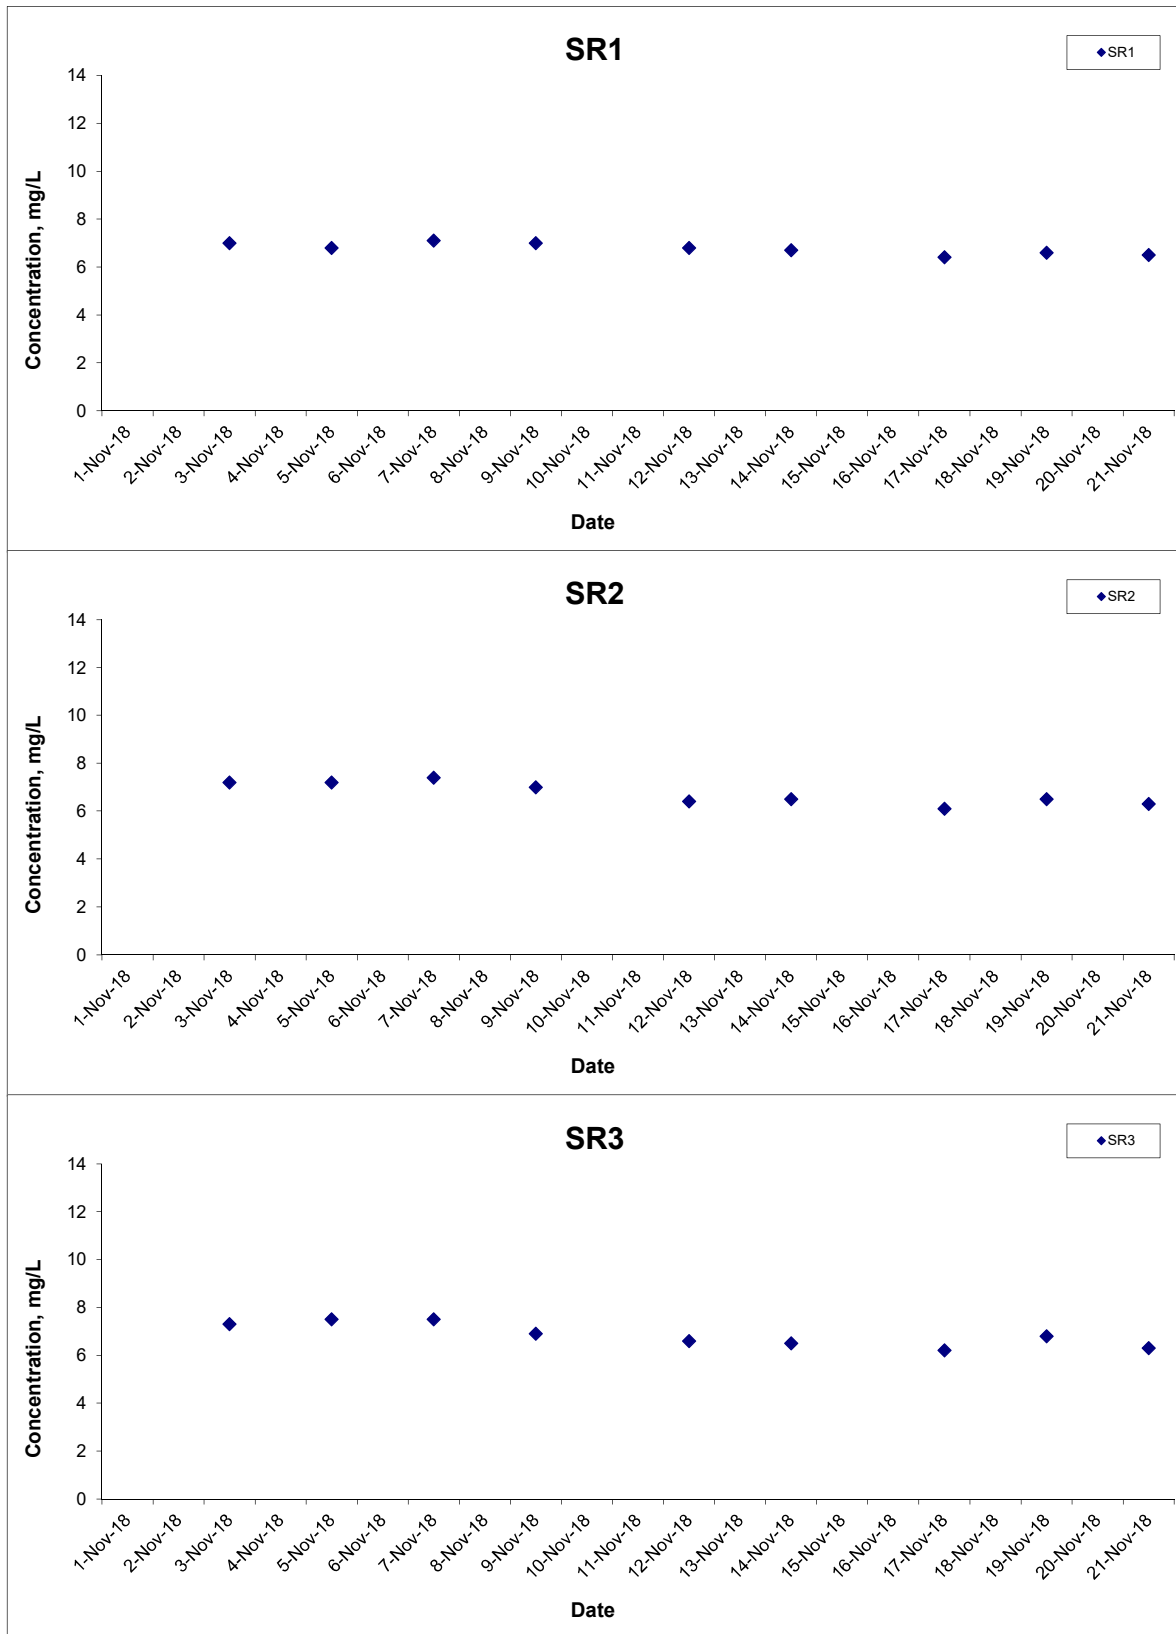 SR1
SR1
14
12
10
8
6
4
2
0
Concentration, mg/L
1-Nov-18
2-Nov-18
3-Nov-18
4-Nov-18
5-Nov-18
6-Nov-18
7-Nov-18
8-Nov-18
9-Nov-18
10-Nov-18
11-Nov-18
12-Nov-18
13-Nov-18
14-Nov-18
15-Nov-18
16-Nov-18
17-Nov-18
18-Nov-18
19-Nov-18
20-Nov-18
21-Nov-18
Date
SR2
SR2
14
12
10
8
6
4
2
0
Concentration, mg/L
1-Nov-18
2-Nov-18
3-Nov-18
4-Nov-18
5-Nov-18
6-Nov-18
7-Nov-18
8-Nov-18
9-Nov-18
10-Nov-18
11-Nov-18
12-Nov-18
13-Nov-18
14-Nov-18
15-Nov-18
16-Nov-18
17-Nov-18
18-Nov-18
19-Nov-18
20-Nov-18
21-Nov-18
Date
SR3
SR3
14
12
10
8
6
4
2
0
Concentration, mg/L
1-Nov-18
2-Nov-18
3-Nov-18
4-Nov-18
5-Nov-18
6-Nov-18
7-Nov-18
8-Nov-18
9-Nov-18
10-Nov-18
11-Nov-18
12-Nov-18
13-Nov-18
14-Nov-18
15-Nov-18
16-Nov-18
17-Nov-18
18-Nov-18
19-Nov-18
20-Nov-18
21-Nov-18
Date